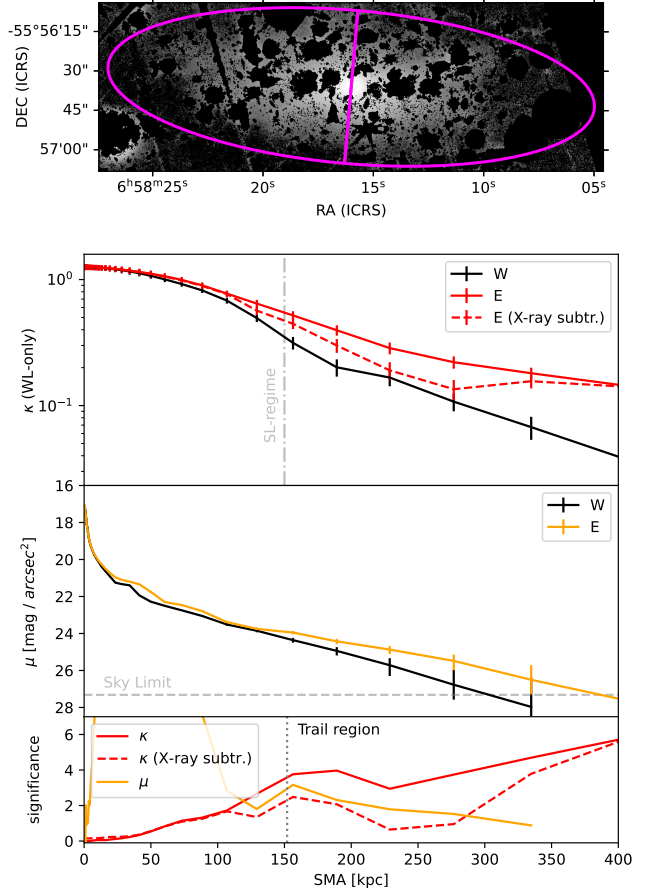 -55°56'15"
30"
45"
57'00"
DEC (ICRS)
6ʰ58ᵐ25ˢ 20ˢ 15ˢ 10ˢ 05ˢ
RA (ICRS)
10⁰
10⁻¹
κ (WL-only)
SL-regime
W
E
E (X-ray subtr.)
16
18
20
22
24
26
28
μ [mag / arcsec²]
W
E
Sky Limit
6
4
2
0
significance
κ
κ (X-ray subtr.)
μ
Trail region
0 50 100 150 200 250 300 350 400
SMA [kpc]